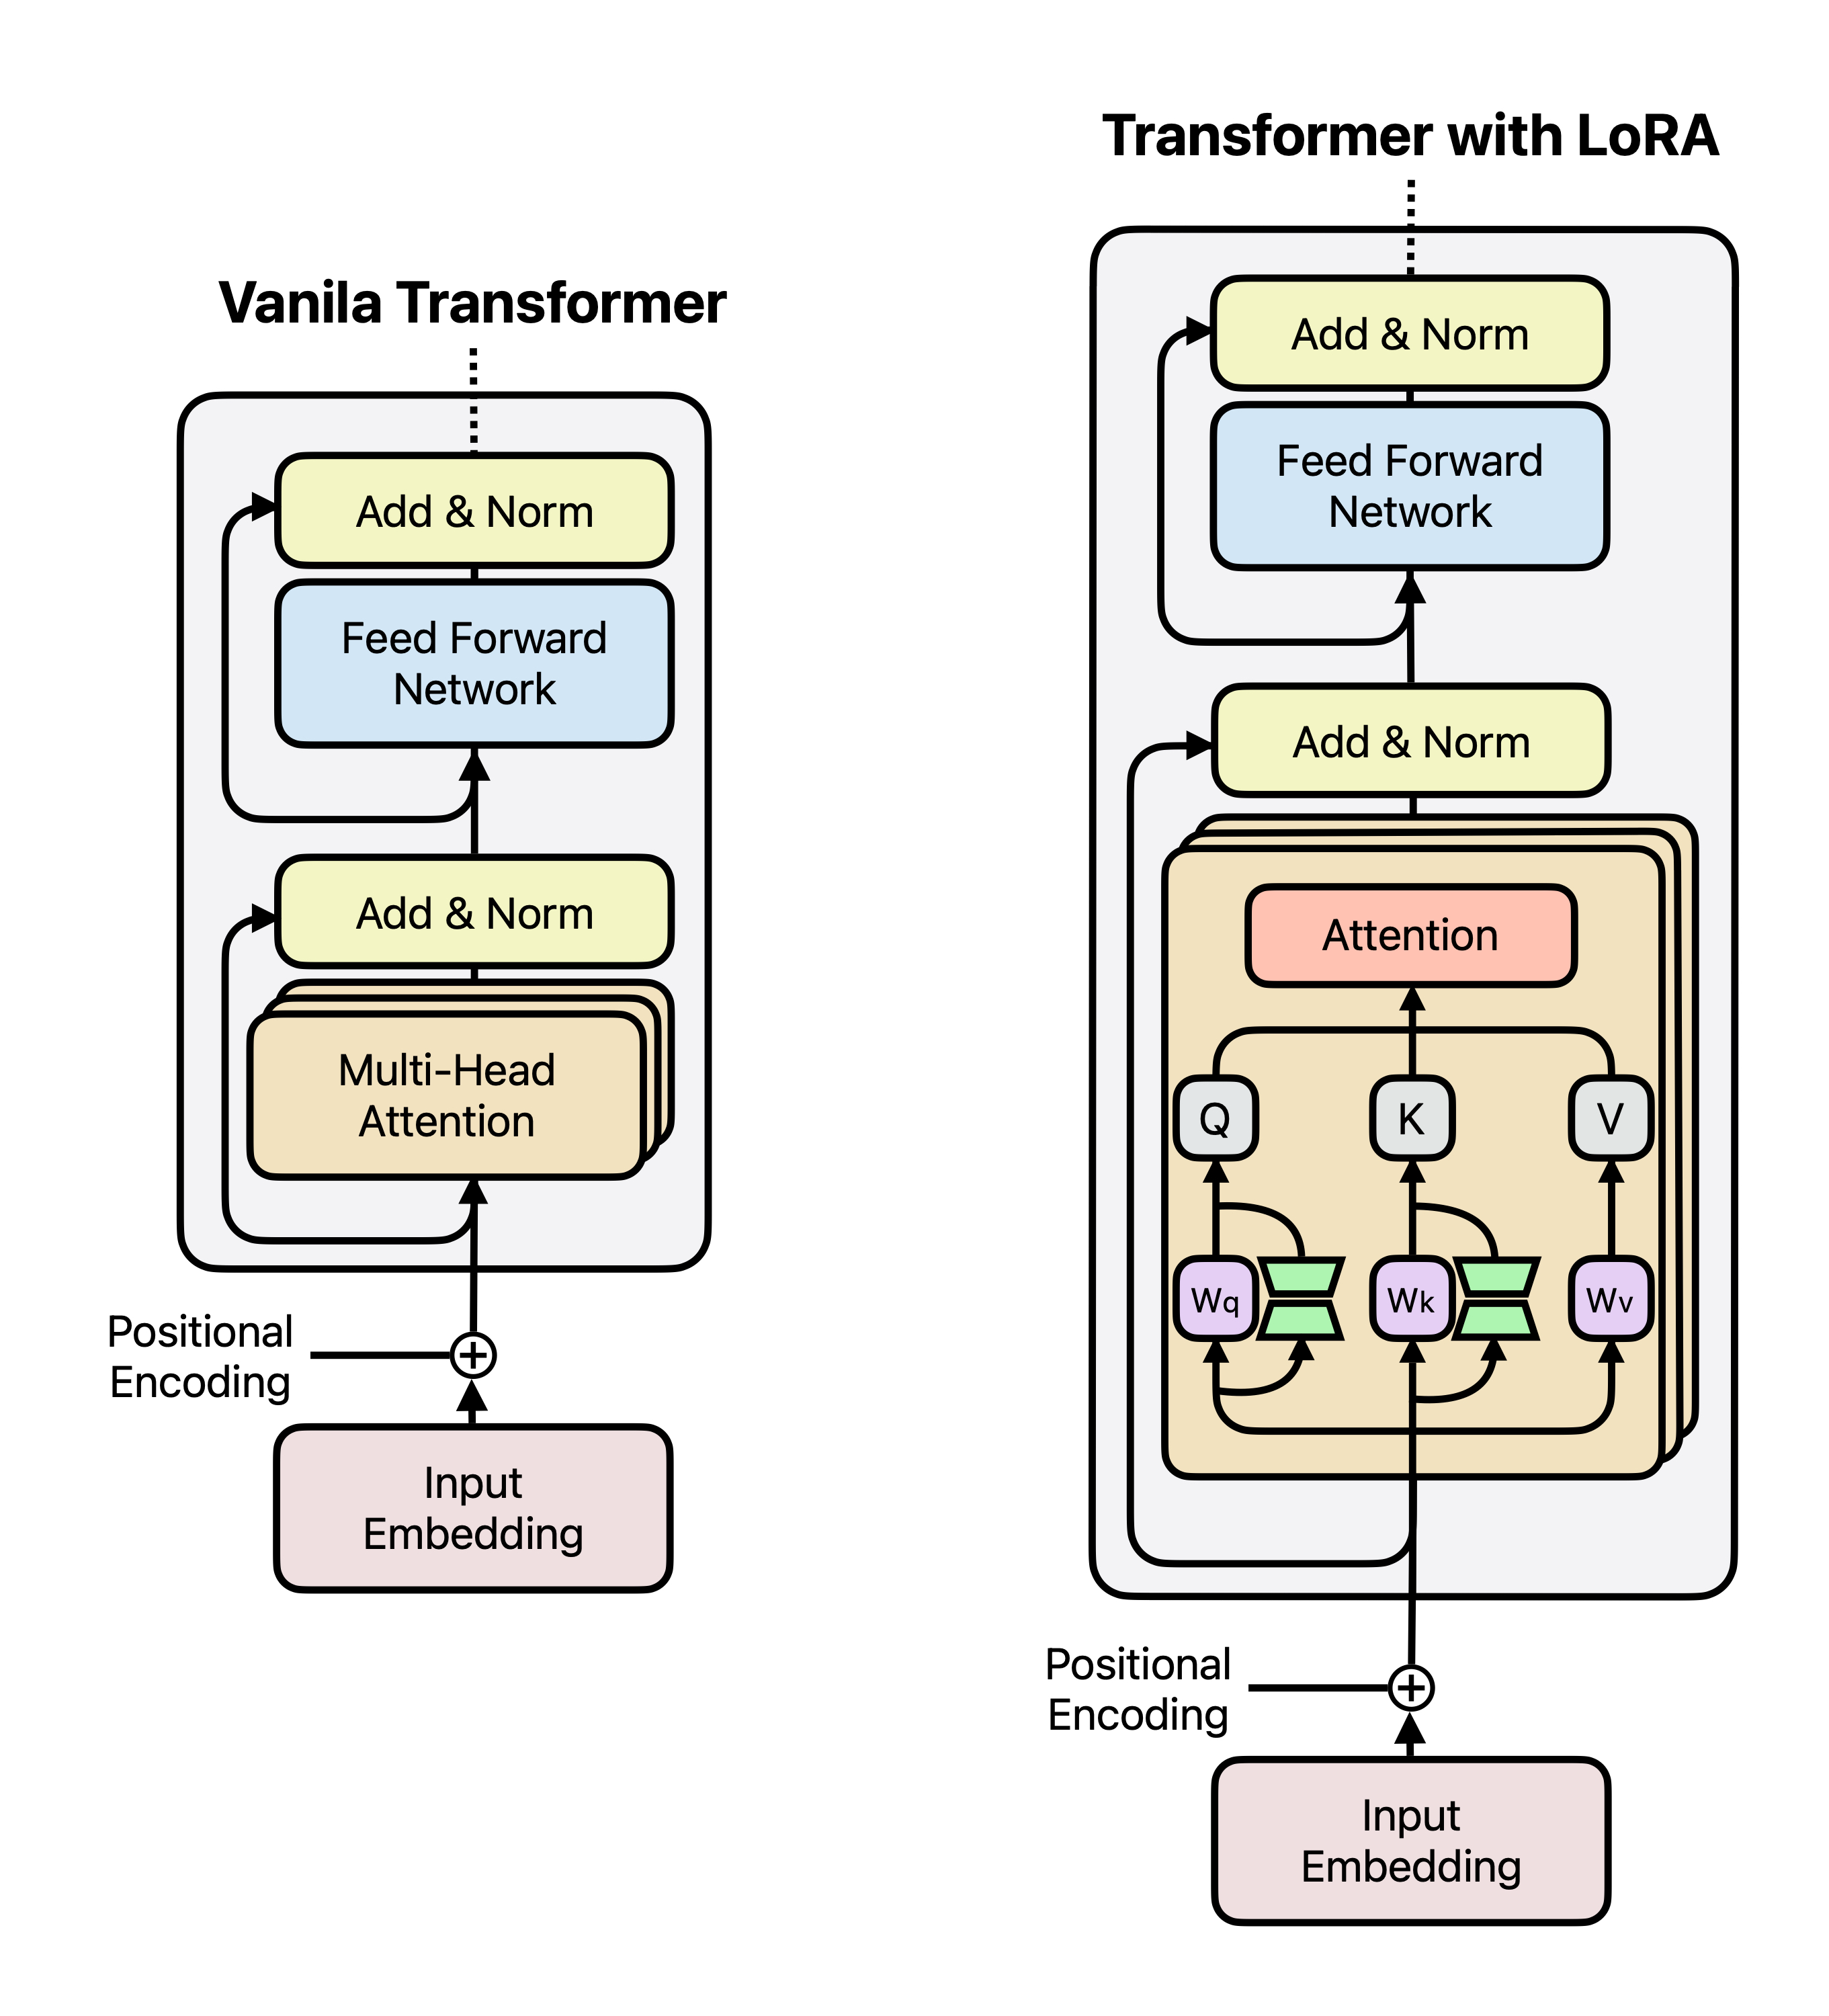 Vanila Transformer
Add & Norm
Feed Forward
Network
Add & Norm
Multi-Head
Attention
Positional
Encoding
Input
Embedding
Transformer with LoRA
Add & Norm
Feed Forward
Network
Add & Norm
Attention
Q
K
V
Wq
Wk
Wv
Positional
Encoding
Input
Embedding